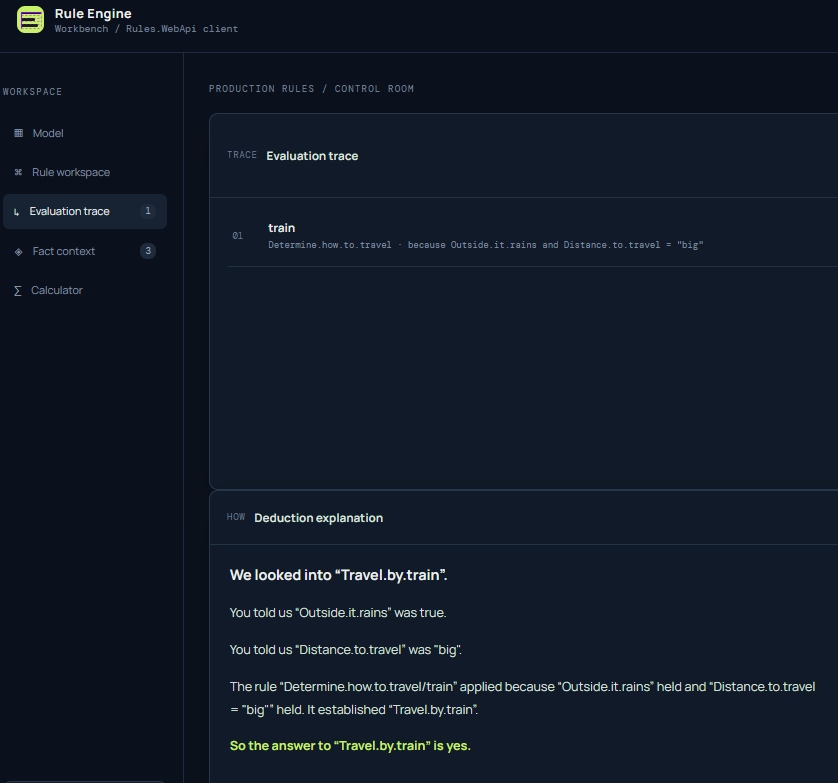 Rule Engine
Workbench / Rules.WebApi client
WORKSPACE
Model
Rule workspace
Evaluation trace 1
Fact context 3
Calculator
PRODUCTION RULES / CONTROL ROOM
TRACE Evaluation trace
01 train
Determine.how.to.travel · because Outside.it.rains and Distance.to.travel = "big"
HOW Deduction explanation
We looked into “Travel.by.train”.
You told us “Outside.it.rains” was true.
You told us “Distance.to.travel” was "big".
The rule “Determine.how.to.travel/train” applied because “Outside.it.rains” held and “Distance.to.travel
= "big"” held. It established “Travel.by.train”.
So the answer to “Travel.by.train” is yes.